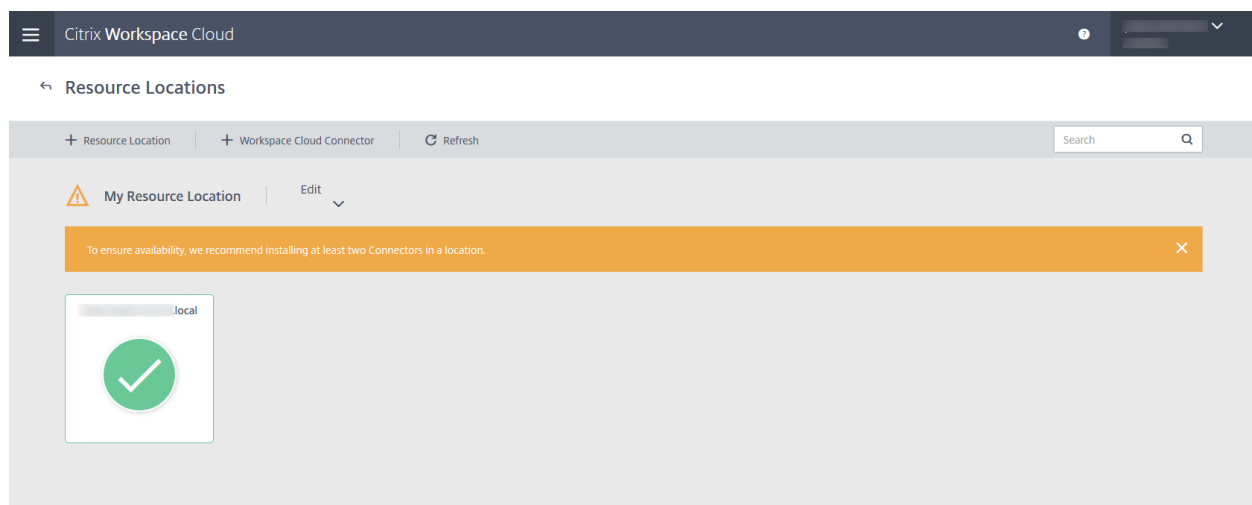 Citrix Workspace Cloud
Resource Locations
Resource Location
Workspace Cloud Connector
Refresh
Search
My Resource Location
Edit
To ensure availability, we recommend installing at least two Connectors in a location.
.local